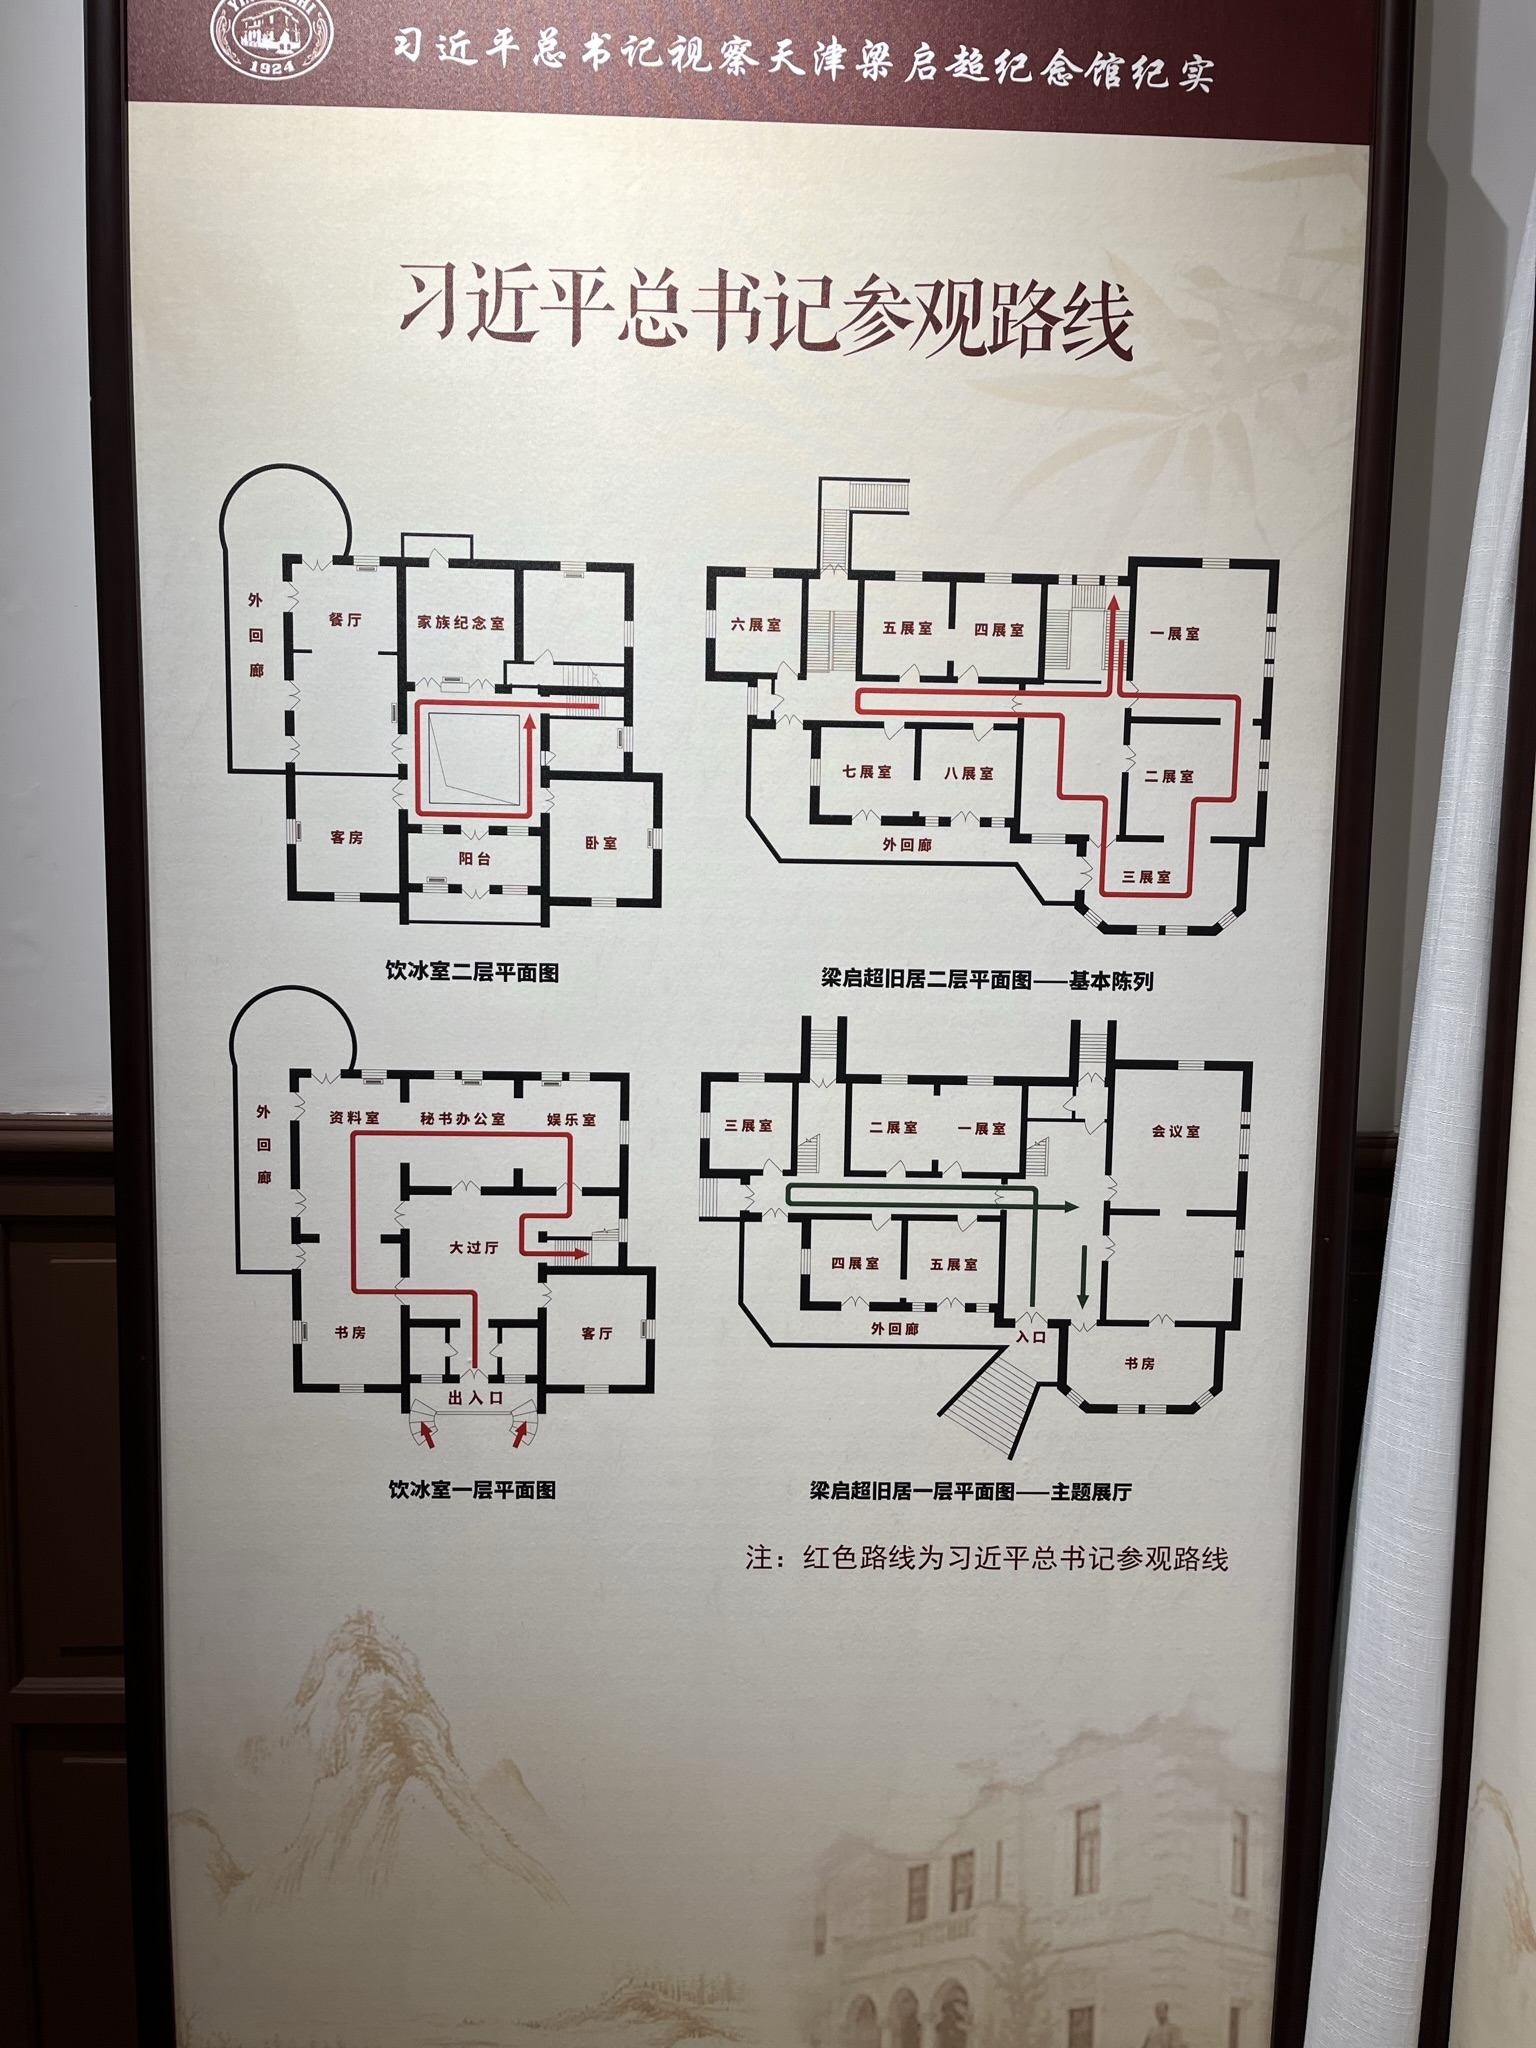 1924
习近平总书记视察天津梁启超纪念馆纪实
习近平总书记参观路线
外回廊
餐厅
家族纪念室
客房
阳台
卧室
饮冰室二层平面图
六展室
五展室
四展室
一展室
七展室
八展室
二展室
外回廊
三展室
梁启超旧居二层平面图——基本陈列
外回廊
资料室
秘书办公室
娱乐室
大过厅
书房
客厅
出入口
饮冰室一层平面图
三展室
二展室
一展室
会议室
四展室
五展室
外回廊
入口
书房
梁启超旧居一层平面图——主题展厅
注：红色路线为习近平总书记参观路线